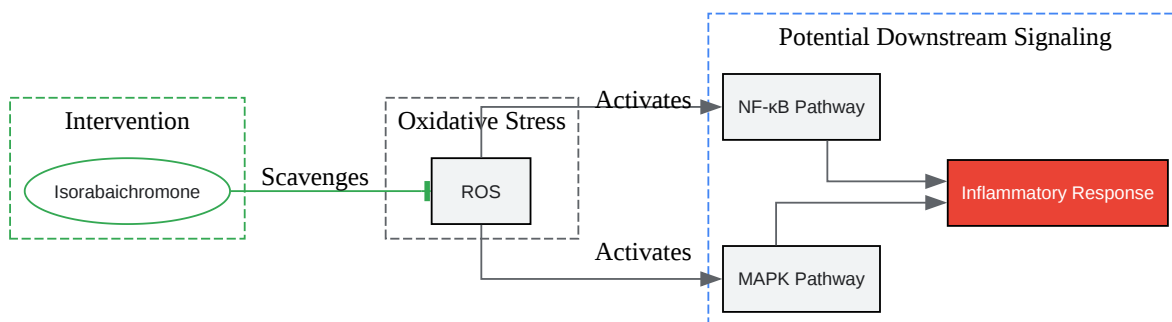 Potential Downstream Signaling
Intervention
Oxidative Stress
Activates
NF-κB Pathway
Isorabaichromone
Scavenges
ROS
Inflammatory Response
Activates
MAPK Pathway